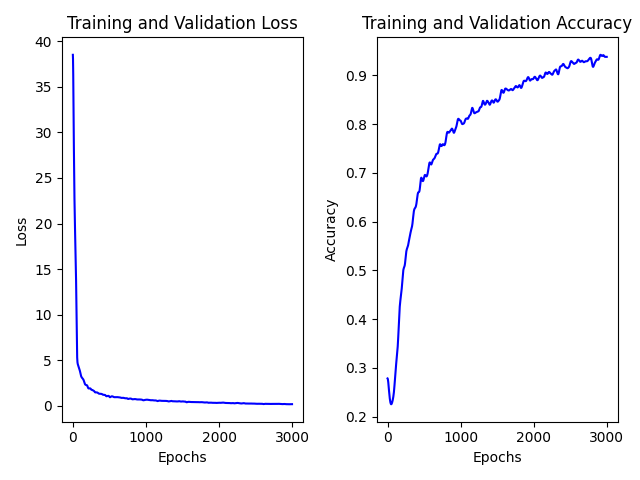 Training and Validation Loss
40
35
30
25
20
15
10
5
0
Loss
0 1000 2000 3000
Epochs
Training and Validation Accuracy
0.9
0.8
0.7
0.6
0.5
0.4
0.3
0.2
Accuracy
0 1000 2000 3000
Epochs